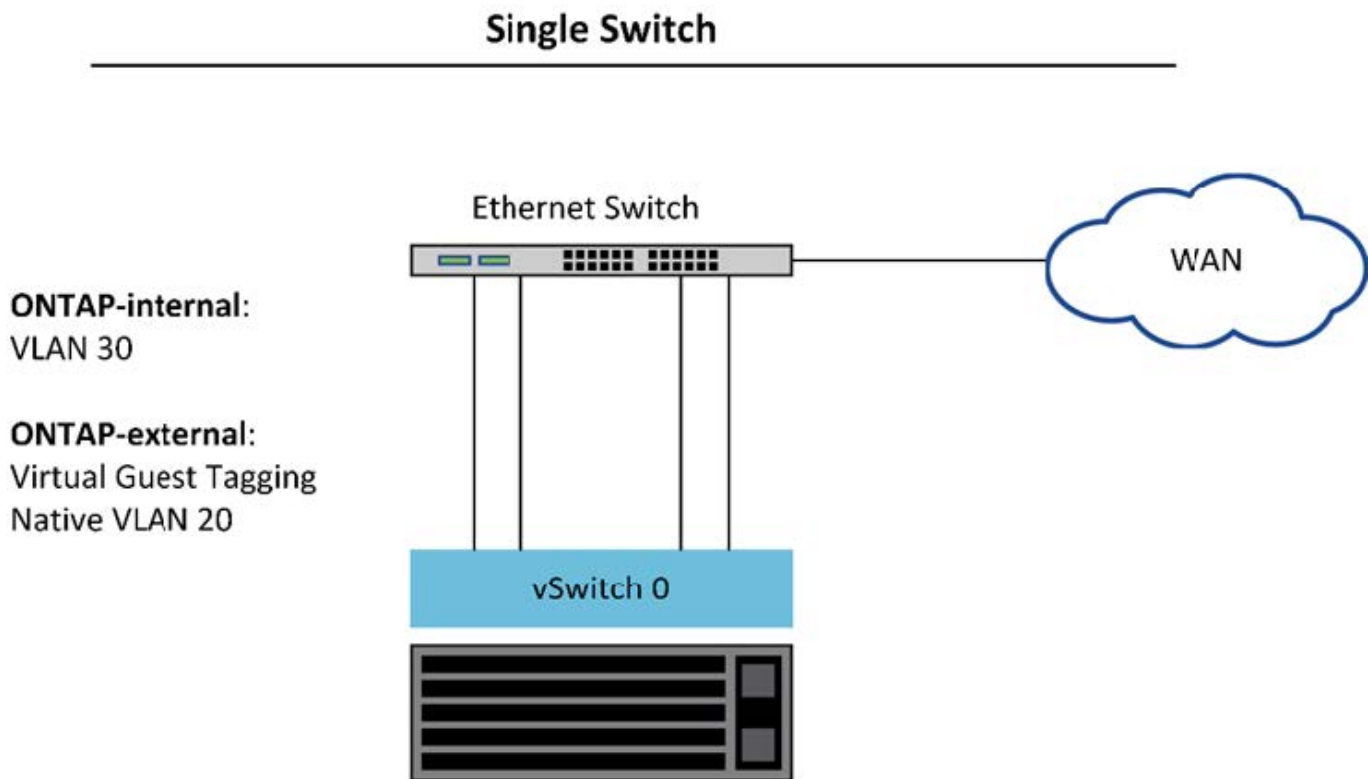 Single Switch
Ethernet Switch
WAN
ONTAP-internal:
VLAN 30
ONTAP-external:
Virtual Guest Tagging
Native VLAN 20
vSwitch 0